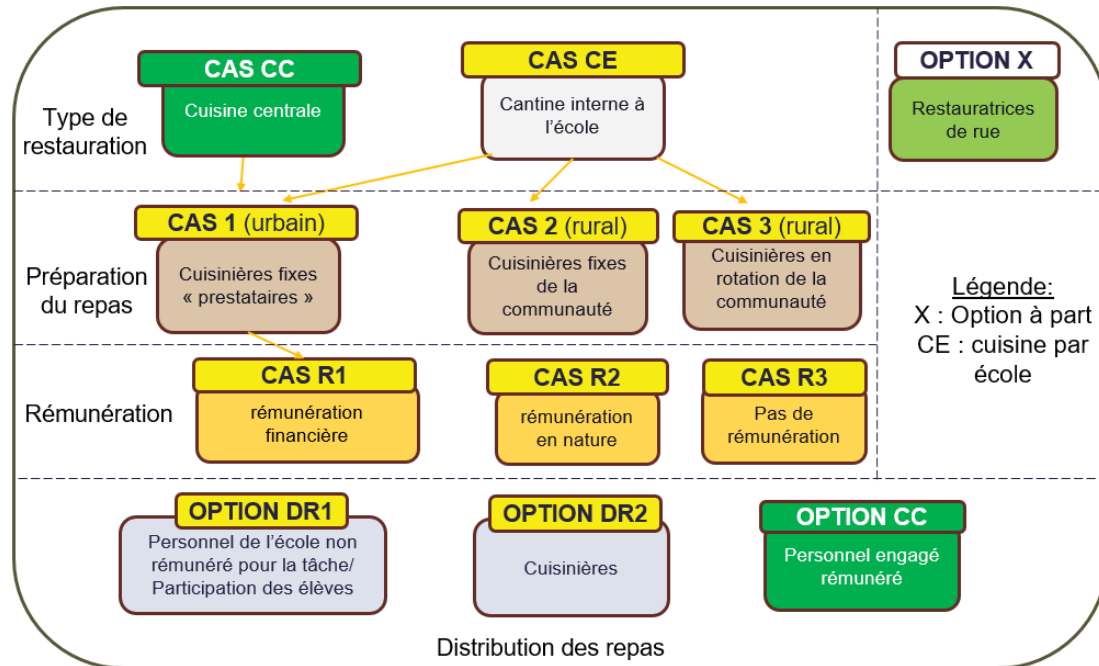 CAS CC
Cuisine centrale
CAS CE
Cantine interne à
l'école
OPTION X
Restauratrices
de rue
Type de
restauration
CAS 1 (urbain)
Cuisinières fixes
« prestataires »
CAS 2 (rural)
Cuisinières fixes
de la
communauté
CAS 3 (rural)
Cuisinières en
rotation de la
communauté
Préparation
du repas
Légende:
X : Option à part
CE : cuisine par
école
CAS R1
rémunération
financière
CAS R2
rémunération
en nature
CAS R3
Pas de
rémunération
Rémunération
OPTION DR1
Personnel de l'école non
rémunéré pour la tâche/
Participation des élèves
OPTION DR2
Cuisinières
OPTION CC
Personnel engagé
rémunéré
Distribution des repas